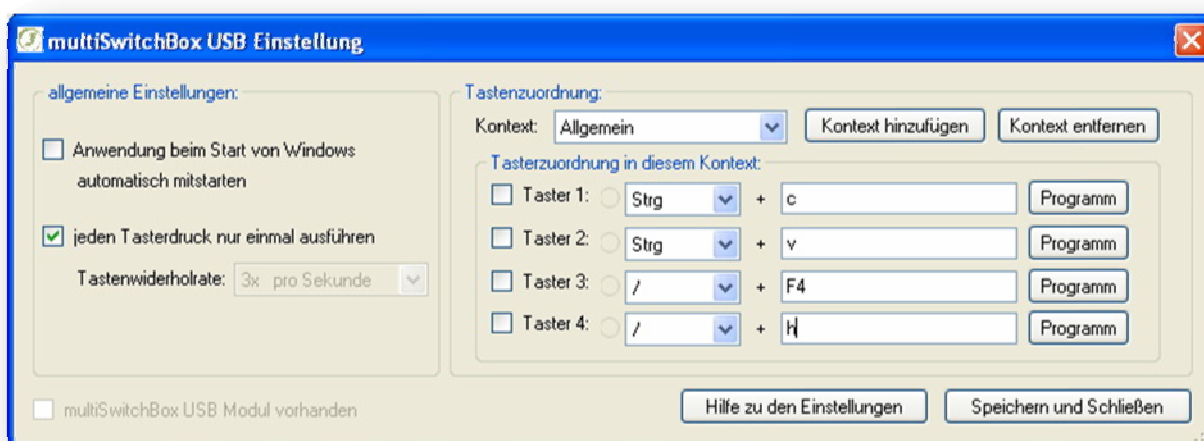 multiSwitchBox USB Einstellung
allgemeine Einstellungen:
Anwendung beim Start von Windows
automatisch mitstarten
jeden Tasterdruck nur einmal ausführen
Tastenwiderholrate: 3x pro Sekunde
multiSwitchBox USB Modul vorhanden
Tastenzuordnung:
Kontext: Allgemein Kontext hinzufügen Kontext entfernen
Tasterzuordnung in diesem Kontext:
Taster 1: Strg + c Programm
Taster 2: Strg + v Programm
Taster 3: / + F4 Programm
Taster 4: / + h Programm
Hilfe zu den Einstellungen Speichern und Schließen